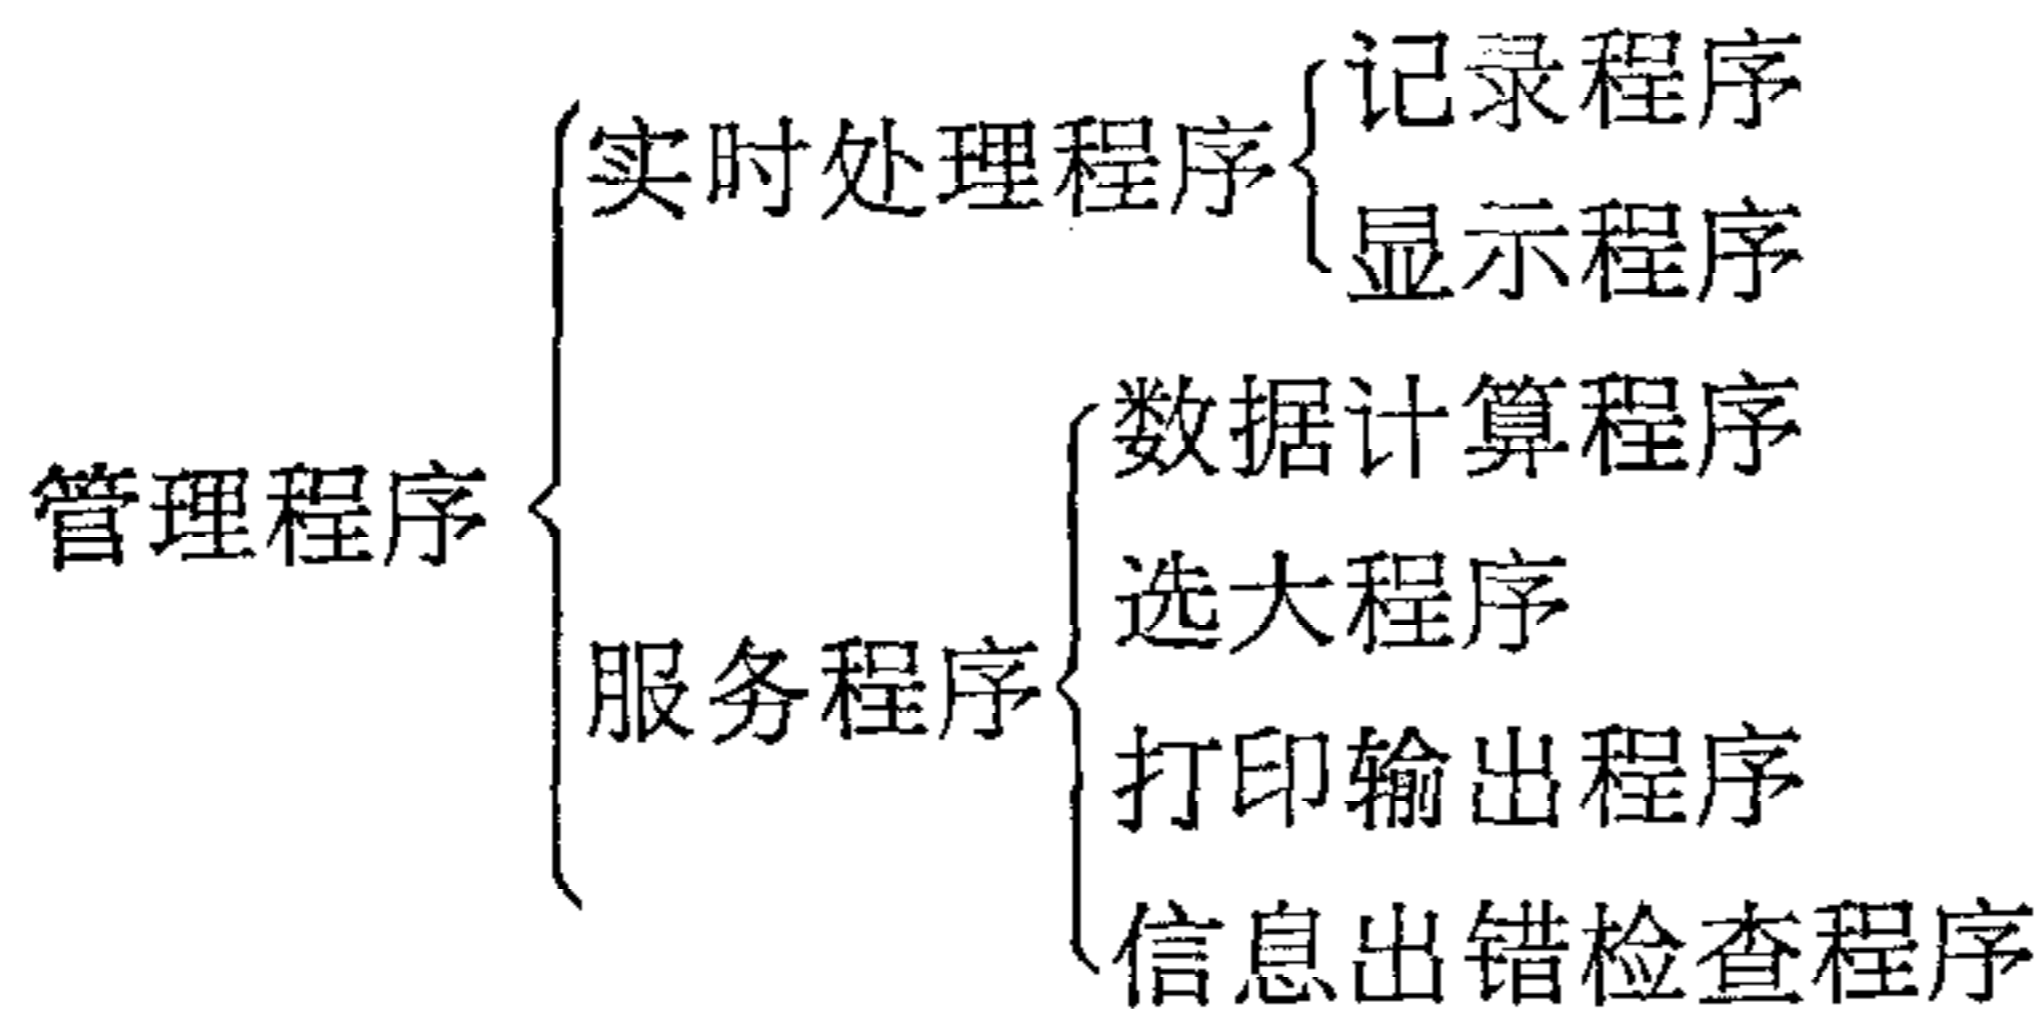 记录程序
实时处理程序
显示程序
数据计算程序
管理程序
选大程序
服务程序
打印输出程序
信息出错检查程序